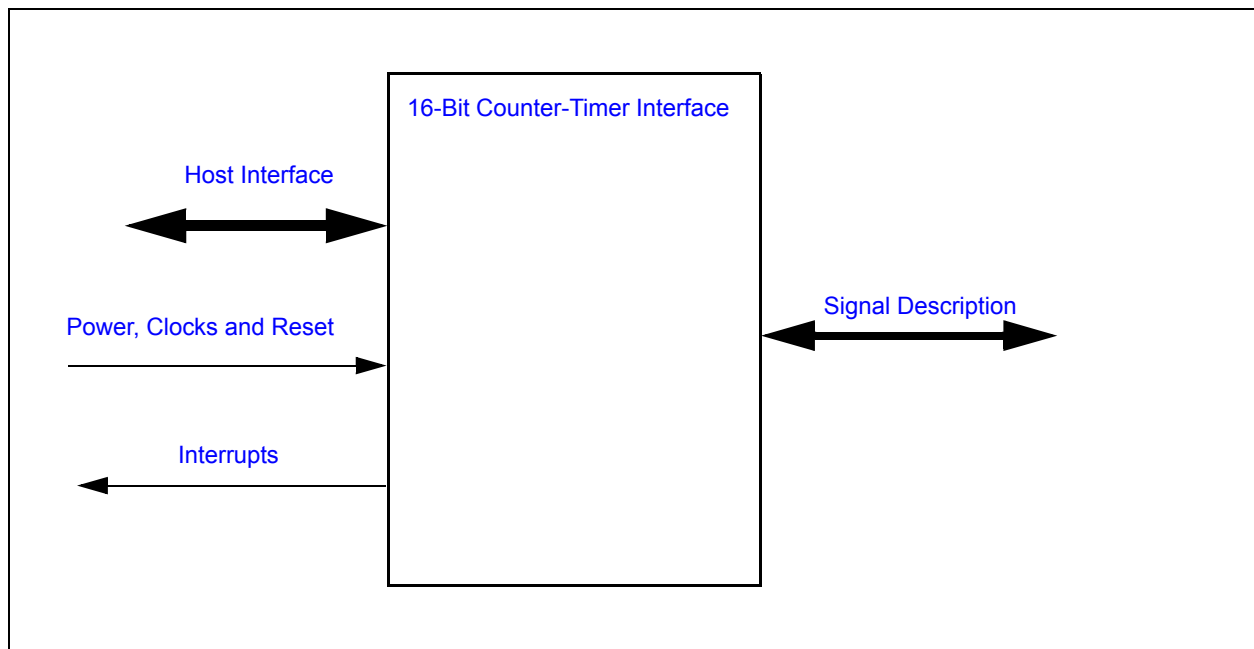 16-Bit Counter-Timer Interface
Host Interface
Signal Description
Power, Clocks and Reset
Interrupts